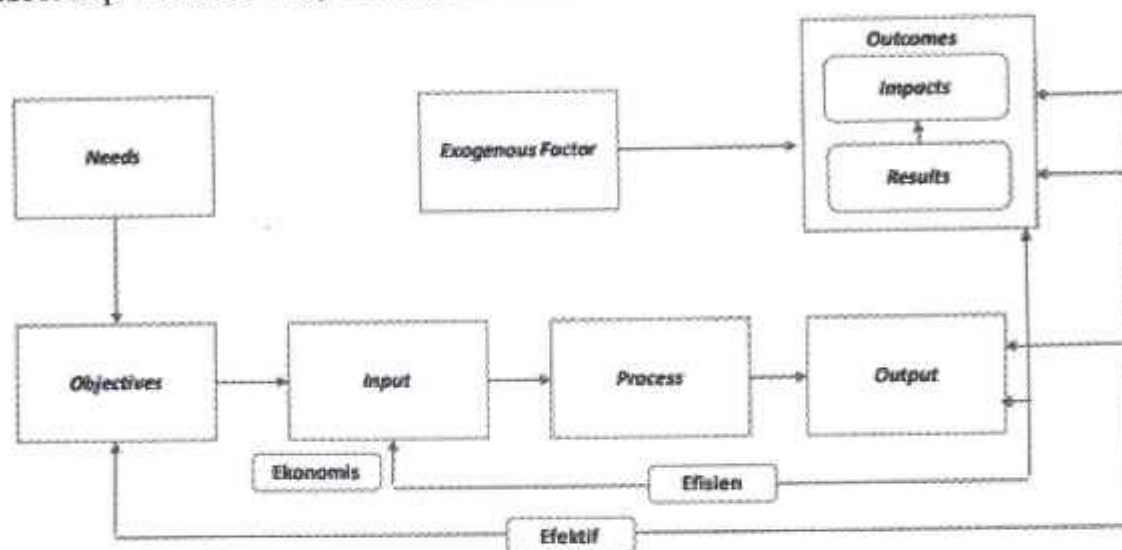 Outcomes
Impacts
Needs
Exogenous Factor
Results
Objectives
Input
Process
Output
Ekonomis
Efisien
Efektif